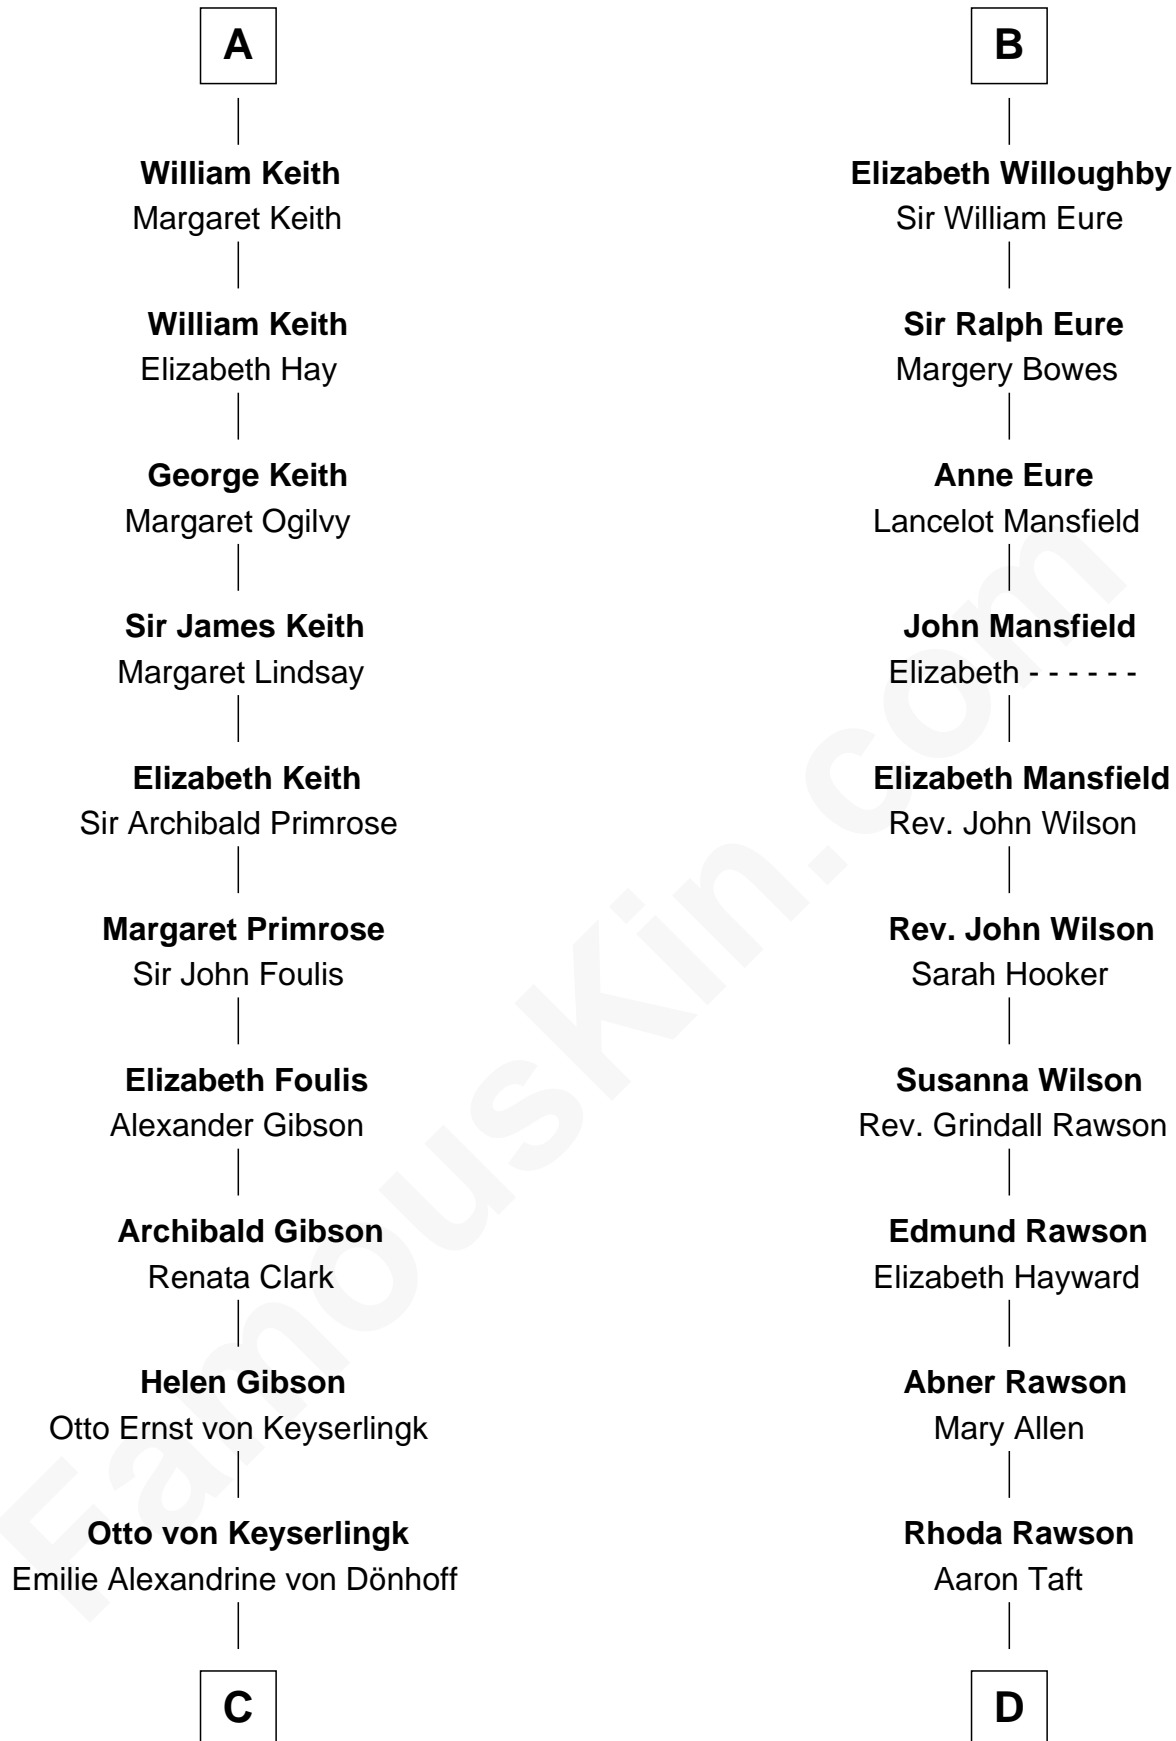 A
William Keith
Margaret Keith
William Keith
Elizabeth Hay
George Keith
Margaret Ogilvy
Sir James Keith
Margaret Lindsay
Elizabeth Keith
Sir Archibald Primrose
Margaret Primrose
Sir John Foulis
Elizabeth Foulis
Alexander Gibson
Archibald Gibson
Renata Clark
Helen Gibson
Otto Ernst von Keyserlingk
Otto von Keyserlingk
Emilie Alexandrine von Dönhoff
C
B
Elizabeth Willoughby
Sir William Eure
Sir Ralph Eure
Margery Bowes
Anne Eure
Lancelot Mansfield
John Mansfield
Elizabeth - - - - - -
Elizabeth Mansfield
Rev. John Wilson
Rev. John Wilson
Sarah Hooker
Susanna Wilson
Rev. Grindall Rawson
Edmund Rawson
Elizabeth Hayward
Abner Rawson
Mary Allen
Rhoda Rawson
Aaron Taft
D
FamousKin.com